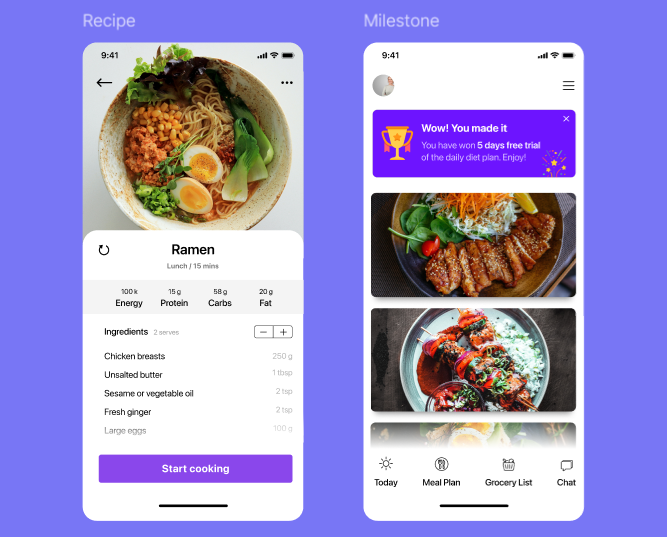 Recipe
Milestone
9:41
Ramen
Lunch / 15 mins
100 k
15 g
58 g
20 g
Energy
Protein
Carbs
Fat
Ingredients 2 serves
Chicken breasts 250 g
Unsalted butter 1 tbsp
Sesame or vegetable oil 2 tsp
Fresh ginger 2 tsp
Large eggs 100 g
Start cooking
9:41
Wow! You made it
You have won 5 days free trial
of the daily diet plan. Enjoy!
Today
Meal Plan
Grocery List
Chat